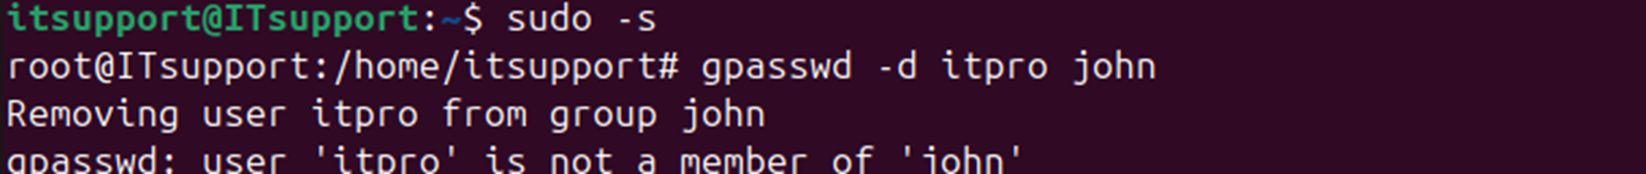 itsupport@ITsupport:~$ sudo -s
root@ITsupport:/home/itsupport# gpasswd -d itpro john
Removing user itpro from group john
gpasswd: user 'itpro' is not a member of 'john'